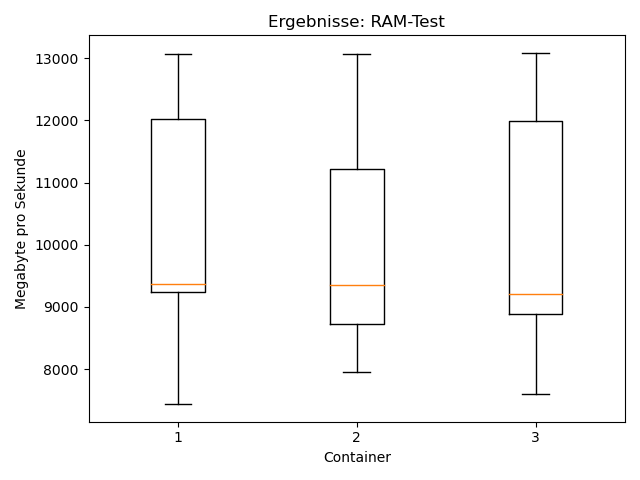 Ergebnisse: RAM-Test
Megabyte pro Sekunde
13000
12000
11000
10000
9000
8000
1 2 3
Container